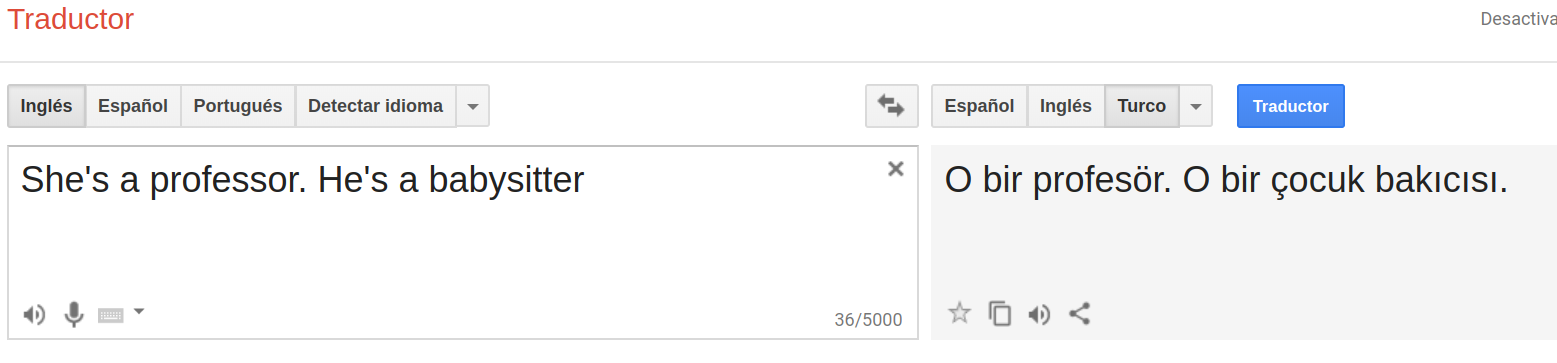 Traductor
Desactiva
Inglés Español Portugués Detectar idioma
Español Inglés Turco
Traductor
She's a professor. He's a babysitter
36/5000
O bir profesör. O bir çocuk bakıcısı.